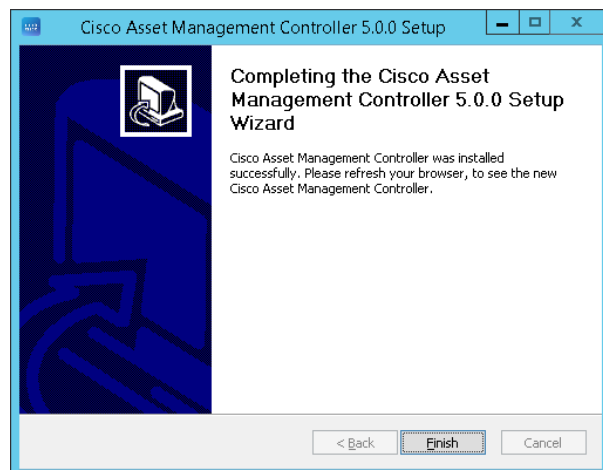 Cisco Asset Management Controller 5.0.0 Setup
Completing the Cisco Asset
Management Controller 5.0.0 Setup
Wizard
Cisco Asset Management Controller was installed
successfully. Please refresh your browser, to see the new
Cisco Asset Management Controller.
< Back
Finish
Cancel